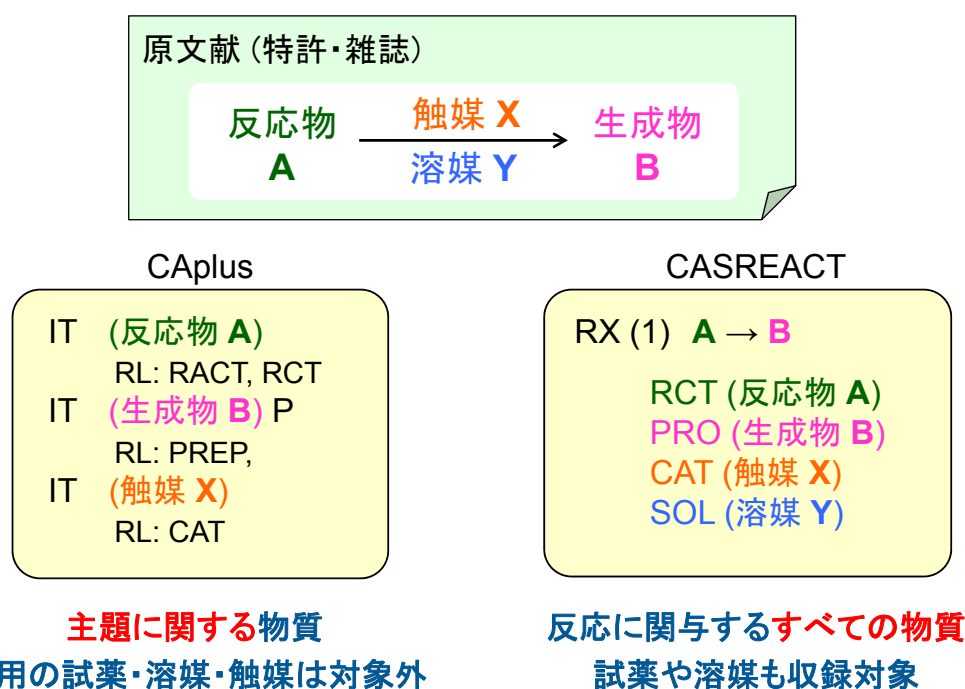 原文献 (特許・雑誌)
反応物 触媒 X 生成物
A 溶媒 Y B
CAplus
IT (反応物 A)
RL: RACT, RCT
IT (生成物 B) P
RL: PREP,
IT (触媒 X)
RL: CAT
主題に関する物質
用の試薬・溶媒・触媒は対象外
CASREACT
RX (1) A → B
RCT (反応物 A)
PRO (生成物 B)
CAT (触媒 X)
SOL (溶媒 Y)
反応に関与するすべての物質
試薬や溶媒も収録対象